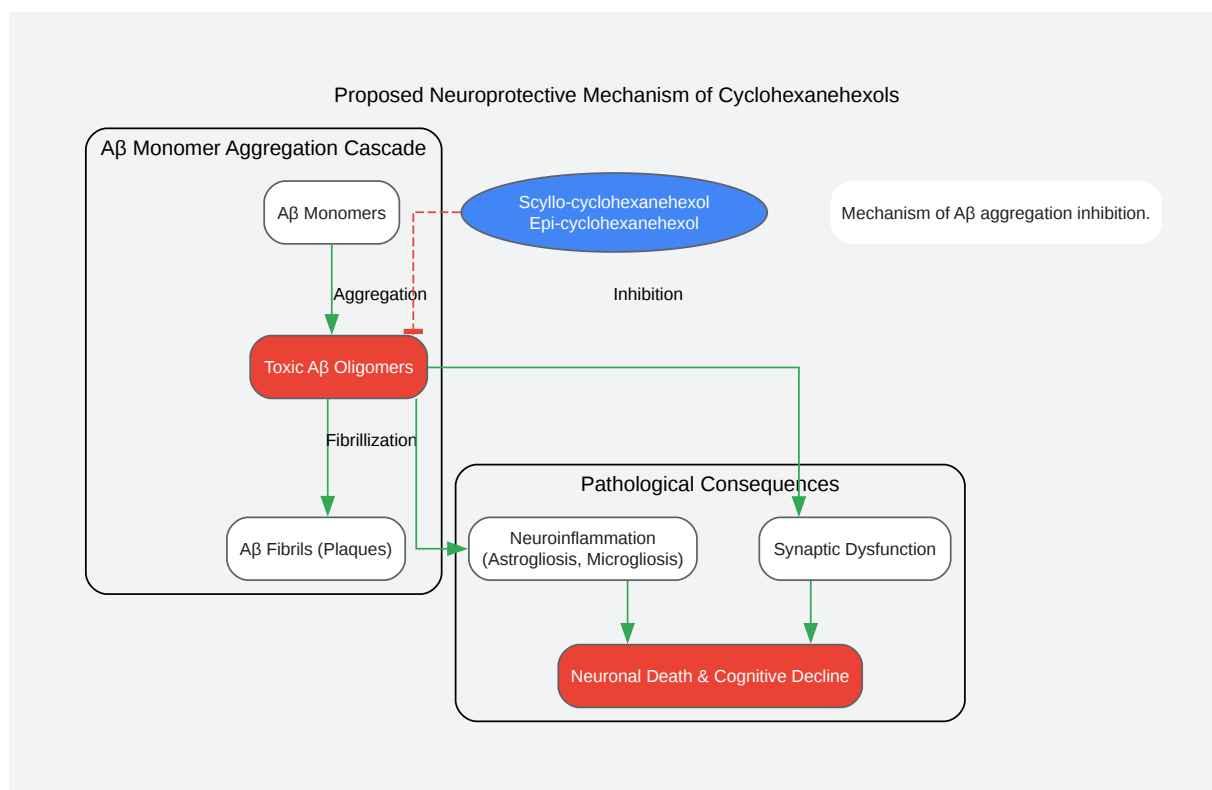 Proposed Neuroprotective Mechanism of Cyclohexanehexols
Aβ Monomer Aggregation Cascade
Aβ Monomers
Scyllo-cyclohexanehexol
Epi-cyclohexanehexol
Mechanism of Aβ aggregation inhibition.
Aggregation
Inhibition
Toxic Aβ Oligomers
Fibrillization
Pathological Consequences
Aβ Fibrils (Plaques)
Neuroinflammation
(Astrogliosis, Microgliosis)
Synaptic Dysfunction
Neuronal Death & Cognitive Decline